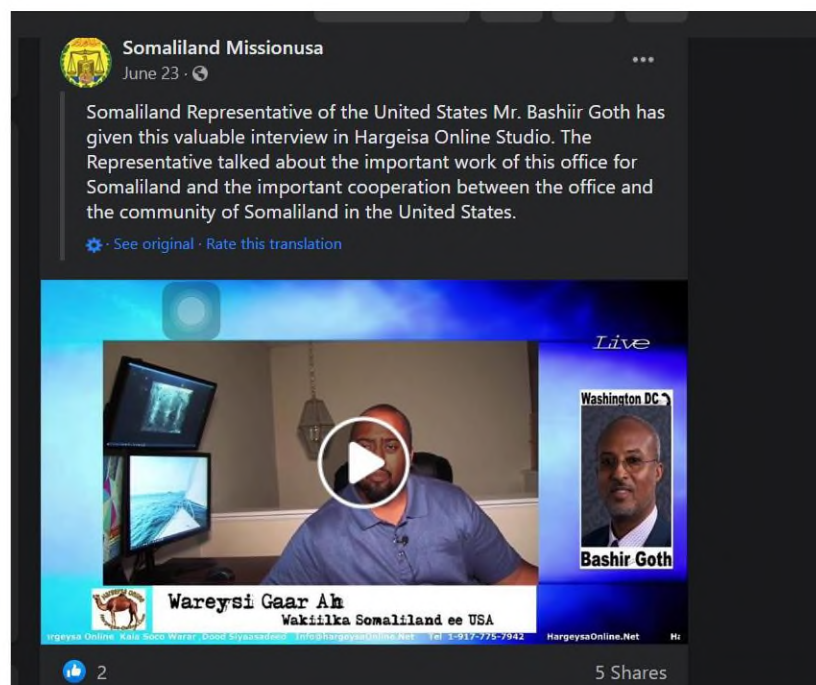 Somaliland Missionusa
June 23 ·
Somaliland Representative of the United States Mr. Bashiir Goth has
given this valuable interview in Hargeisa Online Studio. The
Representative talked about the important work of this office for
Somaliland and the important cooperation between the office and
the community of Somaliland in the United States.
· See original · Rate this translation
Live
Washington DC
Bashir Goth
Wareysi Gaar Ah
Wakiilka Somaliland ee USA
rgeysa Online Kala Soco Warar, Dood Siyaasadeed Info@hargeysaOnline.Net Tel 1-917-775-7942 HargeysaOnline.Net Ha
2
5 Shares